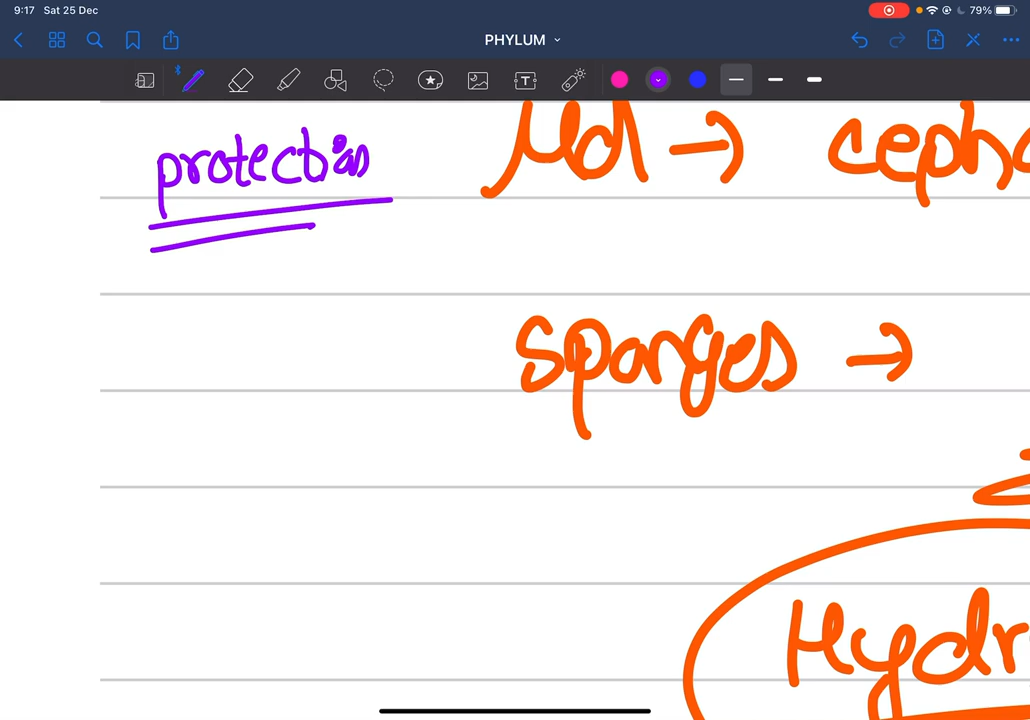 9:17 Sat 25 Dec 79%
PHYLUM
protection Mol → cepha
sponges →
Hydr